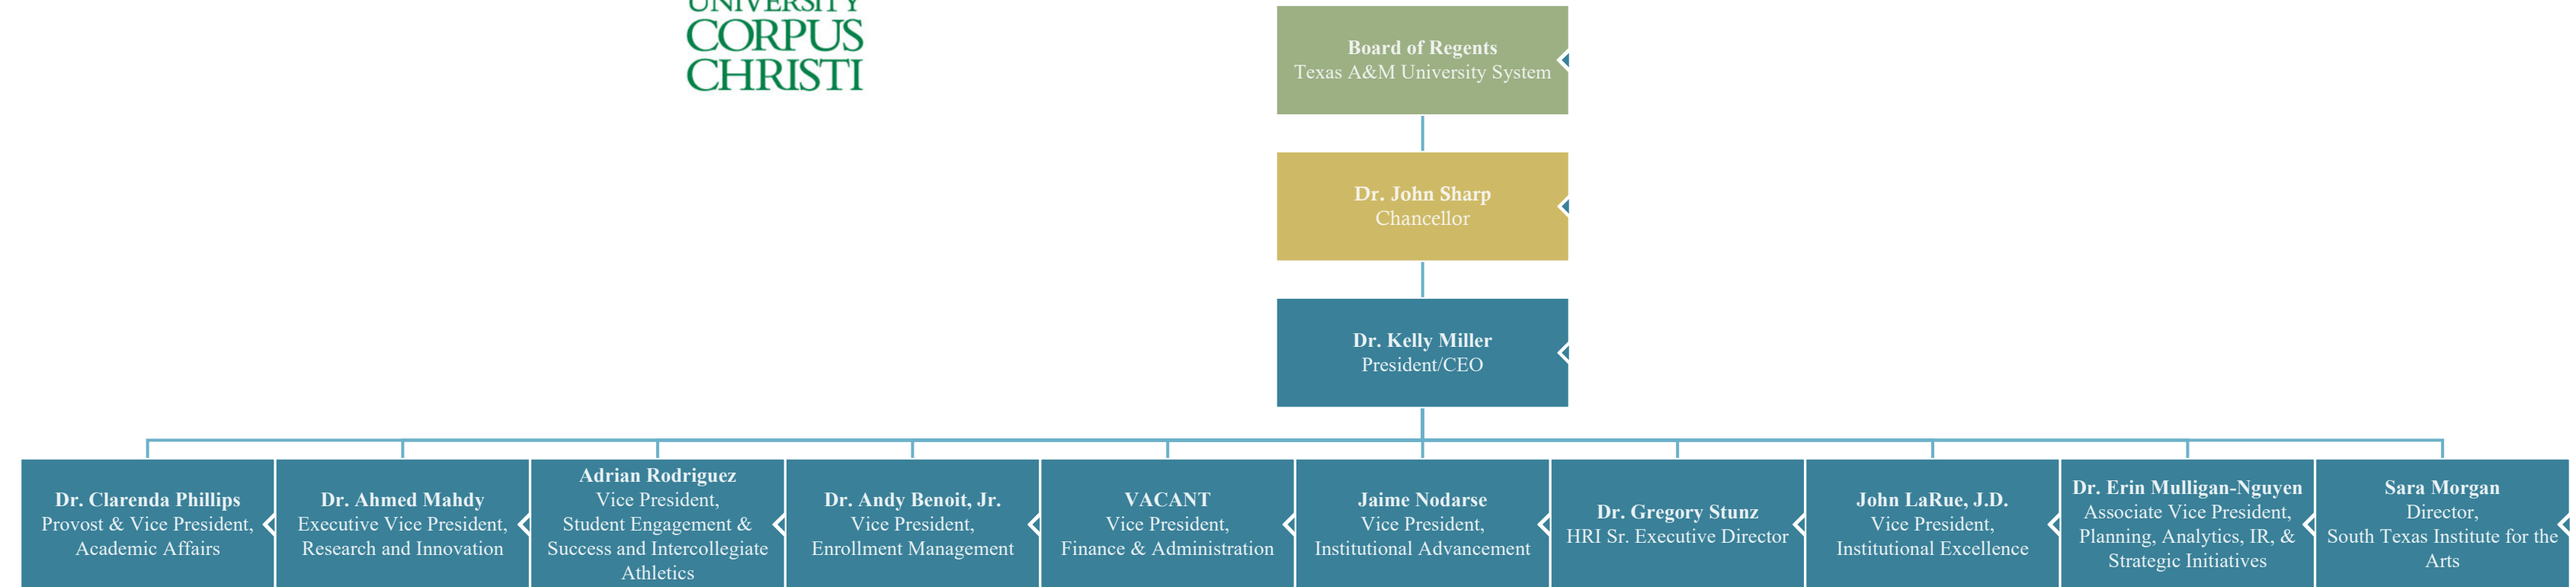 UNIVERSITY
CORPUS
CHRISTI
Board of Regents
Texas A&M University System
Dr. John Sharp
Chancellor
Dr. Kelly Miller
President/CEO
Dr. Clarenda Phillips
Provost & Vice President,
Academic Affairs
Dr. Ahmed Mahdy
Executive Vice President,
Research and Innovation
Adrian Rodriguez
Vice President,
Student Engagement &
Success and Intercollegiate
Athletics
Dr. Andy Benoit, Jr.
Vice President,
Enrollment Management
VACANT
Vice President,
Finance & Administration
Jaime Nodarse
Vice President,
Institutional Advancement
Dr. Gregory Stunz
HRI Sr. Executive Director
John LaRue, J.D.
Vice President,
Institutional Excellence
Dr. Erin Mulligan-Nguyen
Associate Vice President,
Planning, Analytics, IR, &
Strategic Initiatives
Sara Morgan
Director,
South Texas Institute for the
Arts